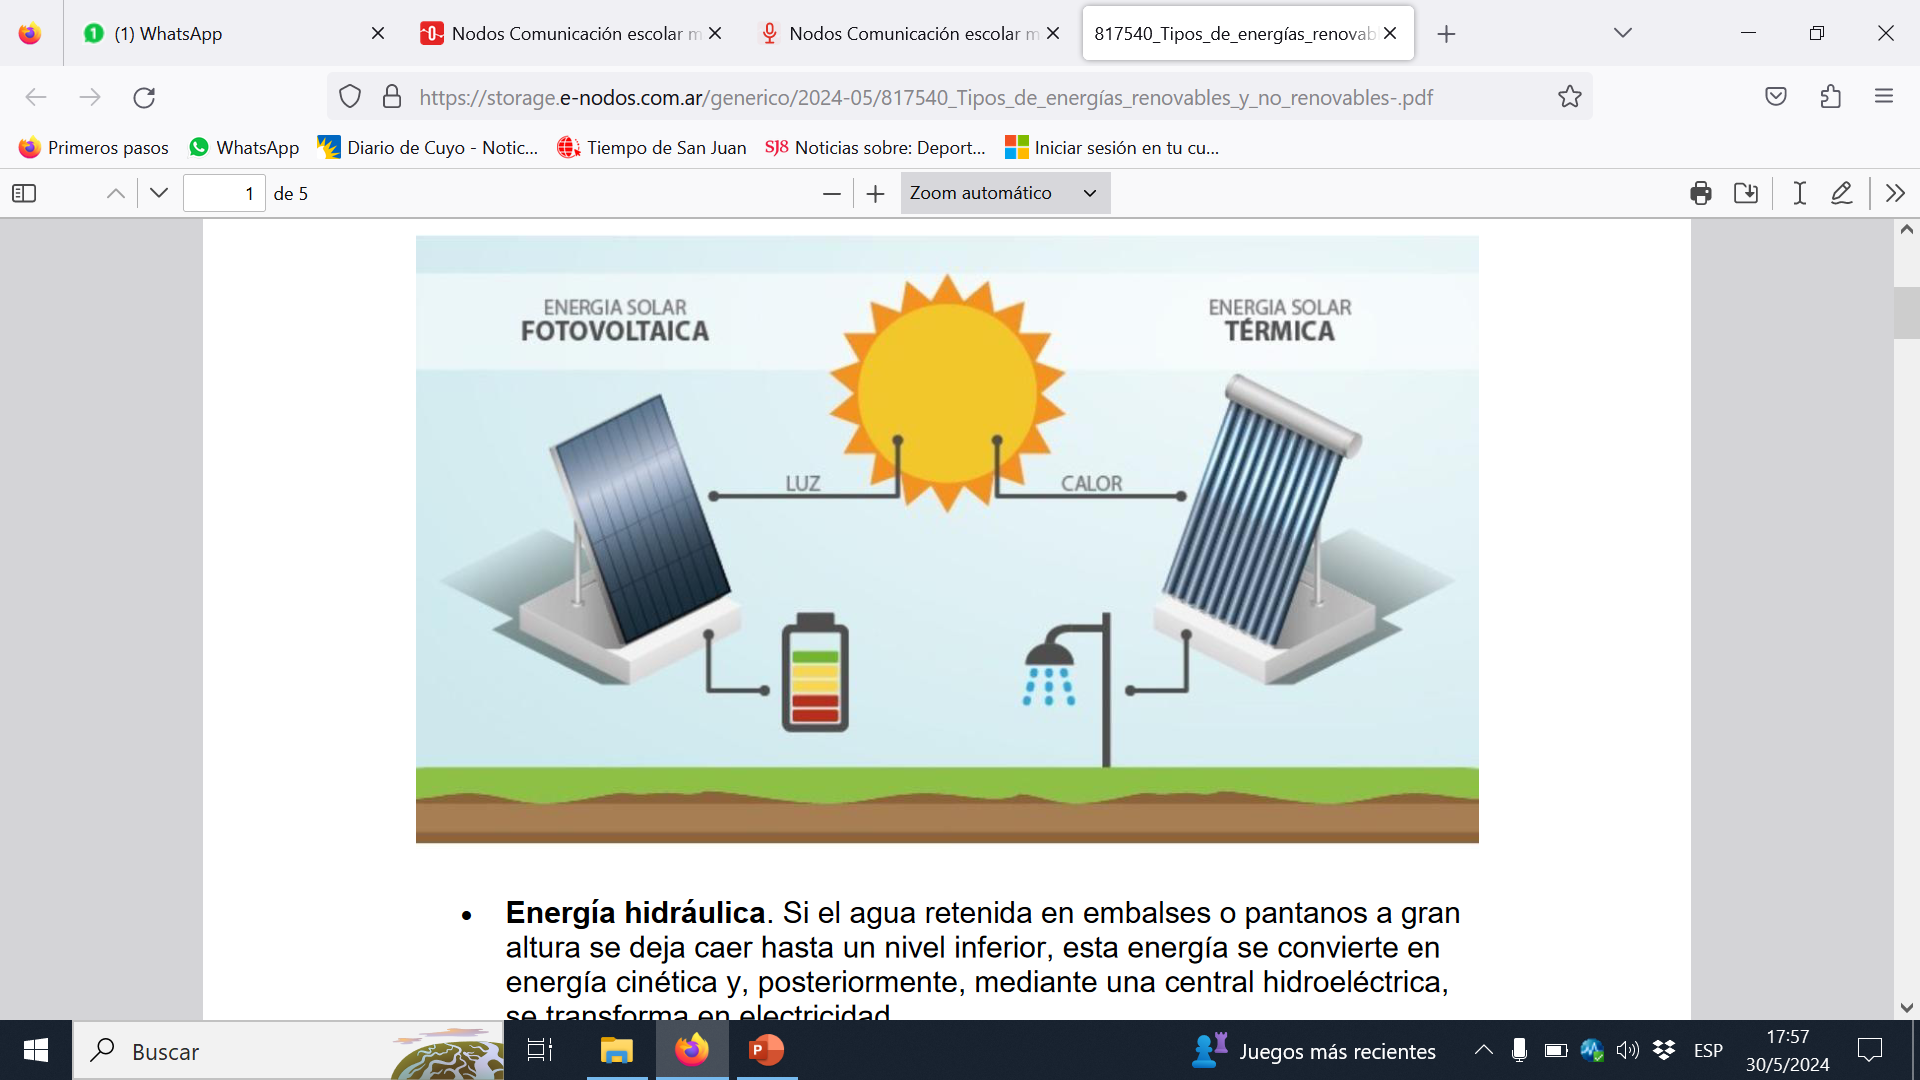 (1) WhatsApp
Nodos Comunicación escolar m
Nodos Comunicación escolar m
817540_Tipos_de_energías_renovab
https://storage.e-nodos.com.ar/generico/2024-05/817540_Tipos_de_energías_renovables_y_no_renovables-.pdf
Primeros pasos
WhatsApp
Diario de Cuyo - Notic...
Tiempo de San Juan
SJ8 Noticias sobre: Deport...
Iniciar sesión en tu cu...
1 de 5
Zoom automático
ENERGIA SOLAR
FOTOVOLTAICA
ENERGIA SOLAR
TÉRMICA
LUZ
CALOR
• Energía hidráulica. Si el agua retenida en embalses o pantanos a gran
altura se deja caer hasta un nivel inferior, esta energía se convierte en
energía cinética y, posteriormente, mediante una central hidroeléctrica,
se transforma en electricidad
Buscar
Juegos más recientes
ESP
17:57
30/5/2024